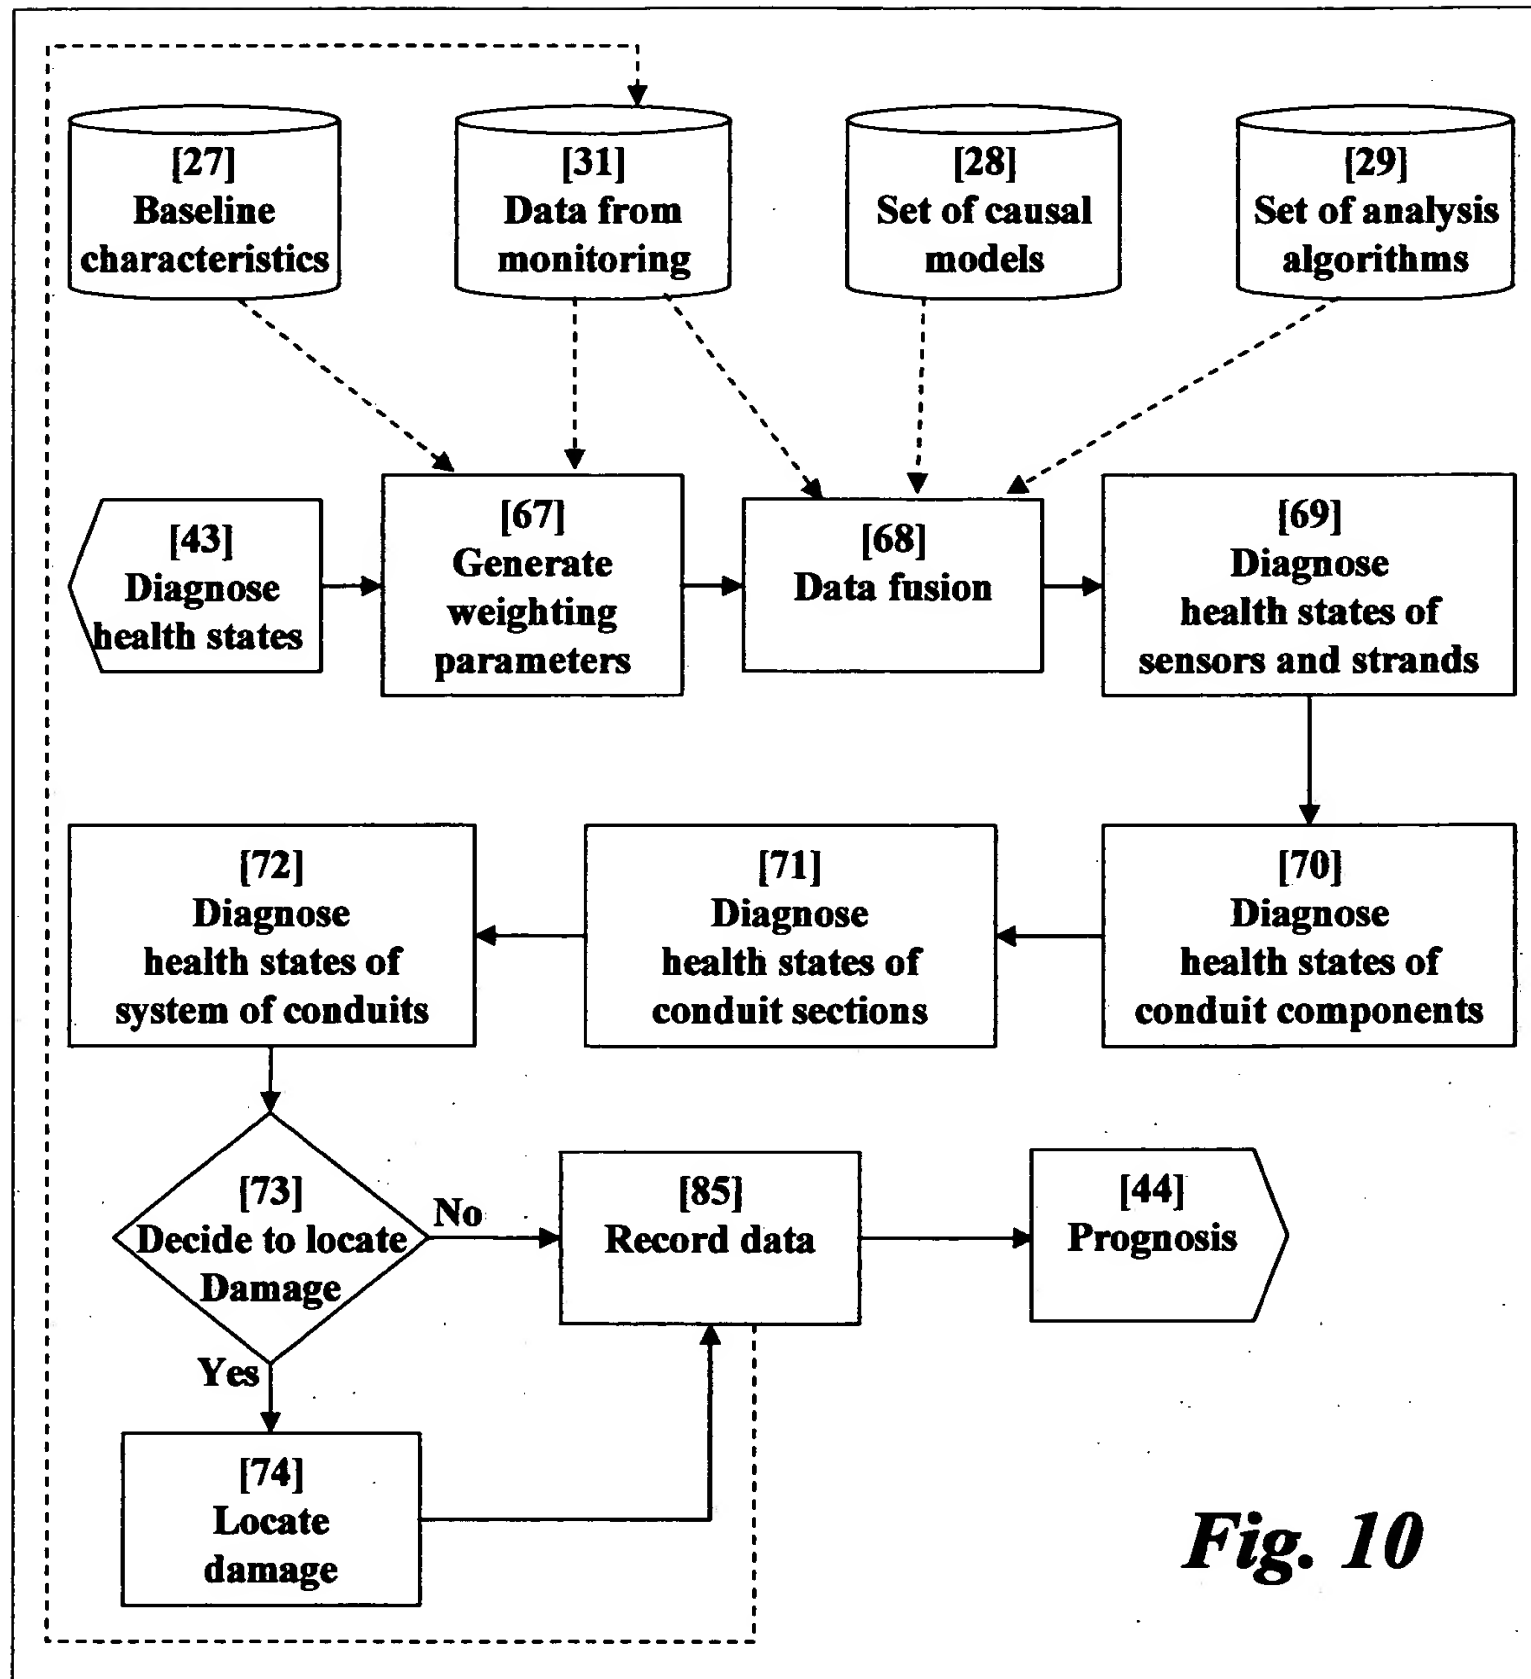 [27]
Baseline
characteristics
[31]
Data from
monitoring
[28]
Set of causal
models
[29]
Set of analysis
algorithms
[43]
Diagnose
health states
[67]
Generate
weighting
parameters
[68]
Data fusion
[69]
Diagnose
health states of
sensors and strands
[72]
Diagnose
health states of
system of conduits
[71]
Diagnose
health states of
conduit sections
[70]
Diagnose
health states of
conduit components
[73]
Decide to locate
Damage
No
Yes
[85]
Record data
[44]
Prognosis
[74]
Locate
damage
Fig. 10